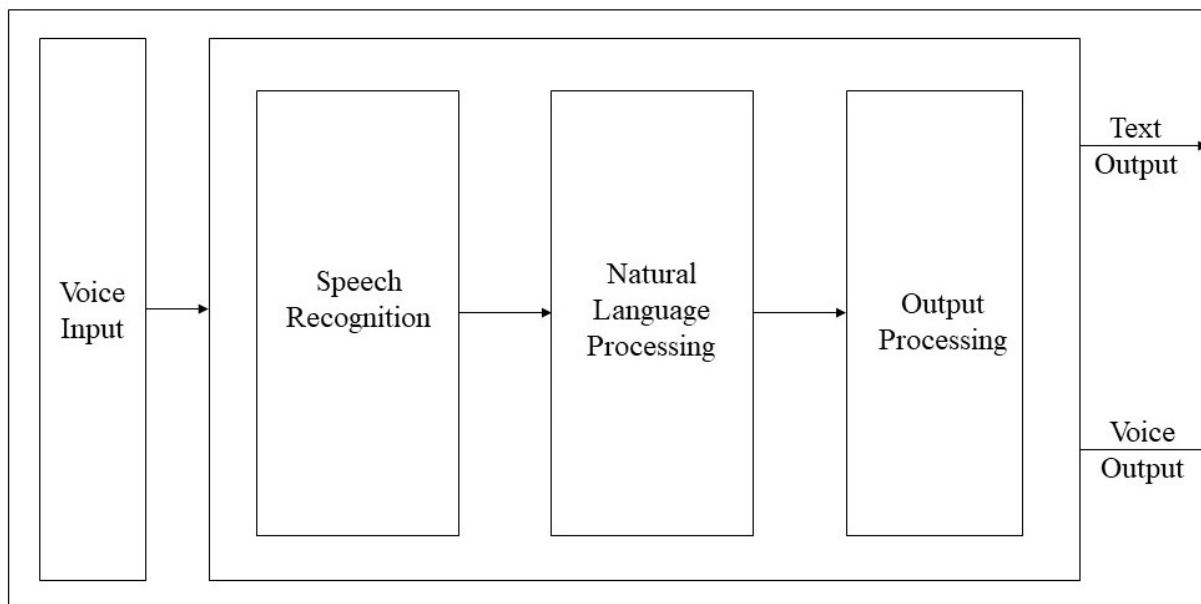 Voice
Input
Speech
Recognition
Natural
Language
Processing
Output
Processing
Text
Output
Voice
Output